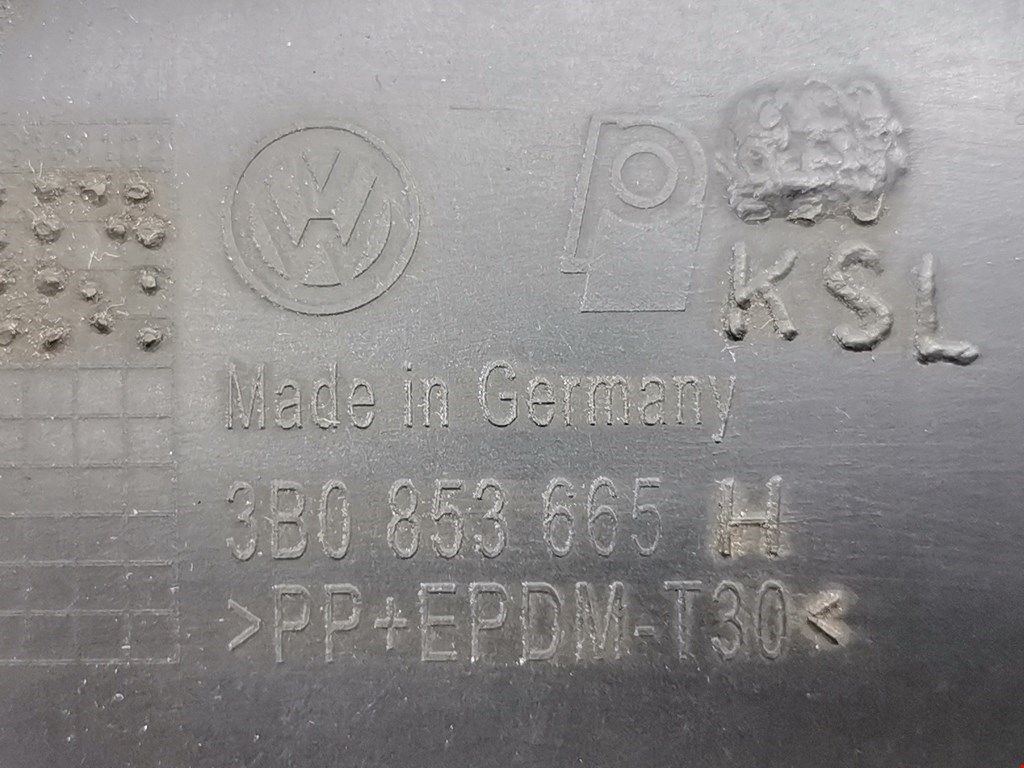 KSL
Made in Germany
3B0 853 665 H
>PP+EPDM-T30<